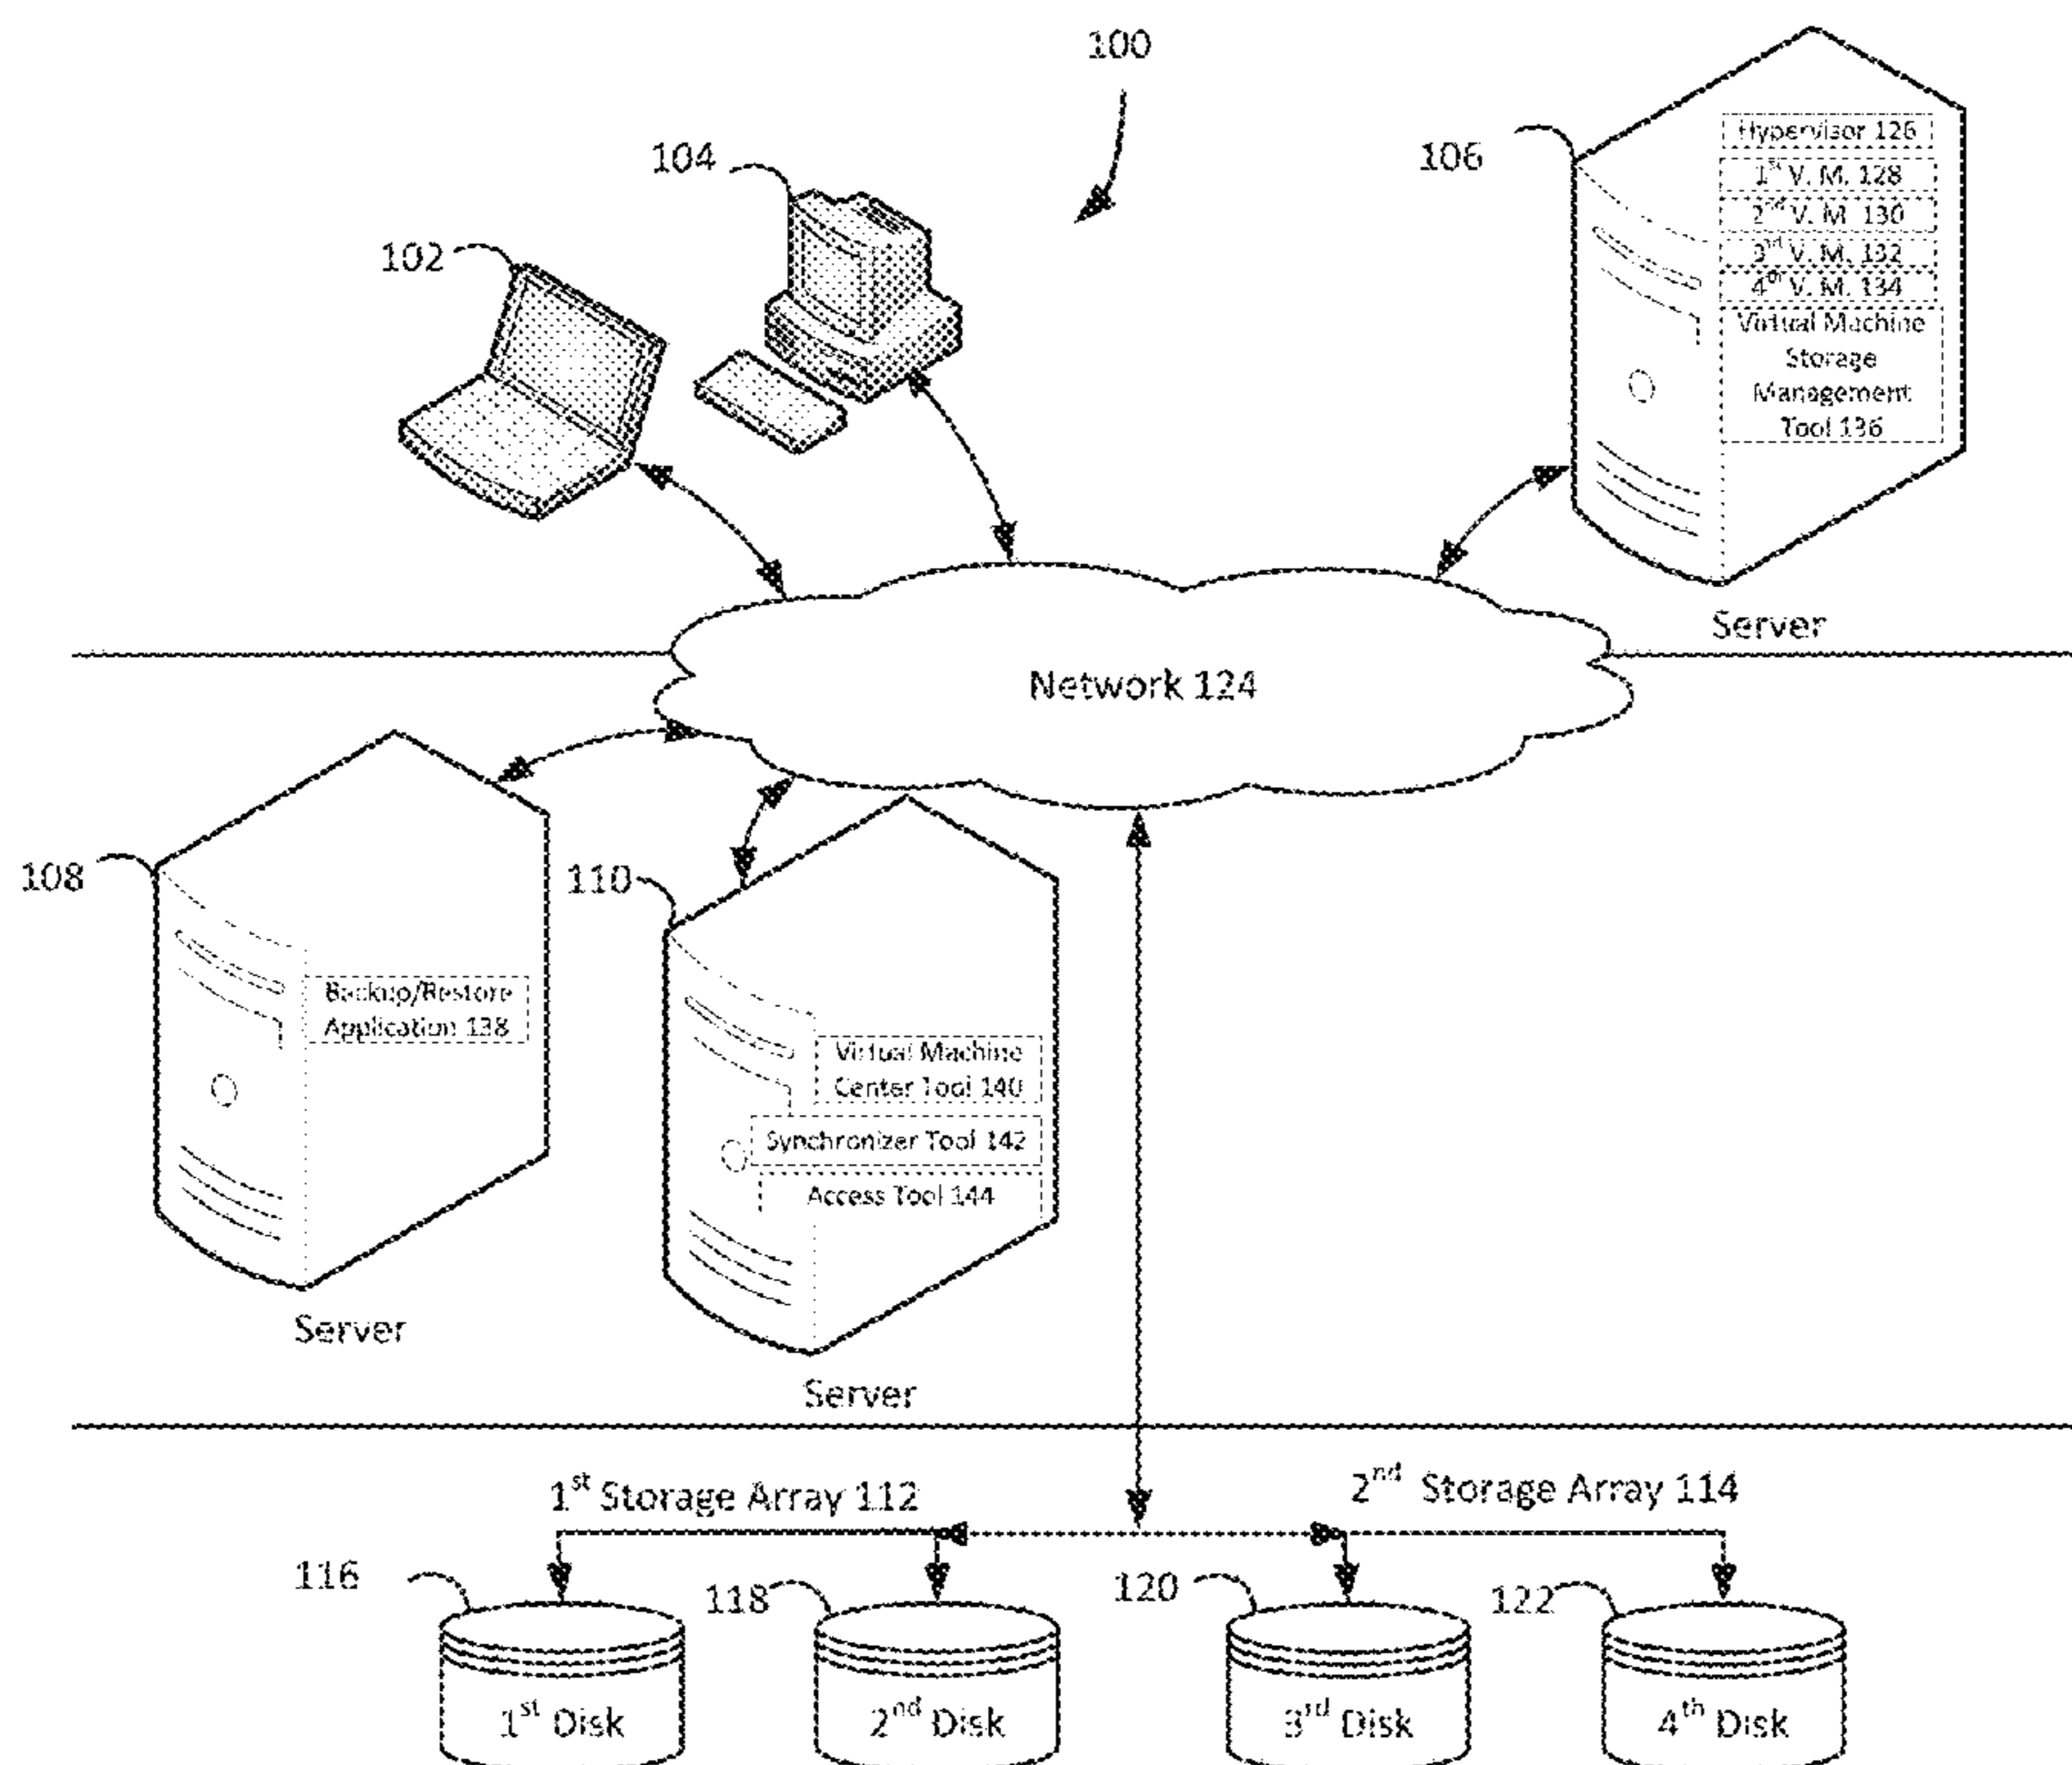 100
104
106
102
Hypervisor 126
1st V. M. 128
2nd V. M. 130
3rd V. M. 132
4th V. M. 134
Virtual Machine
Storage
Management
Tool 136
Server
Network 124
108
110
Backup/Restore
Application 138
Virtual Machine
Center Tool 140
Synchronizer Tool 142
Access Tool 144
Server
Server
1st Storage Array 112
2nd Storage Array 114
116
118
120
122
1st Disk
2nd Disk
3rd Disk
4th Disk